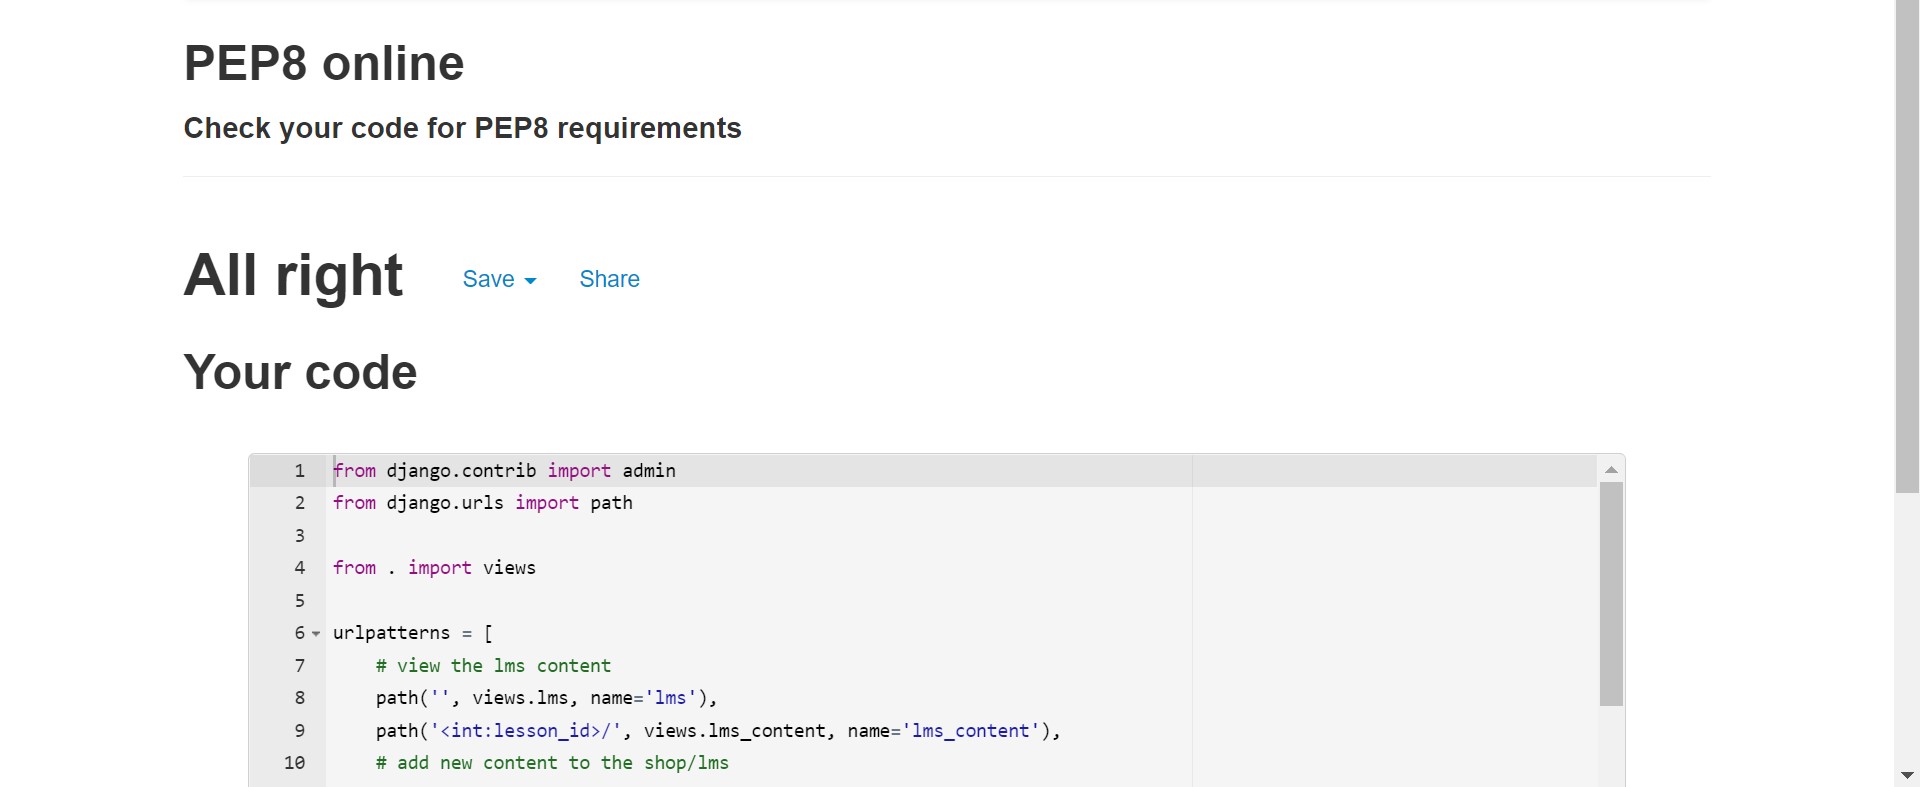 PEP8 online
Check your code for PEP8 requirements
All right Save Share
Your code
1 from django.contrib import admin
2 from django.urls import path
3
4 from . import views
5
6 urlpatterns = [
7     # view the lms content
8     path('', views.lms, name='lms'),
9     path('<int:lesson_id>/', views.lms_content, name='lms_content'),
10     # add new content to the shop/lms